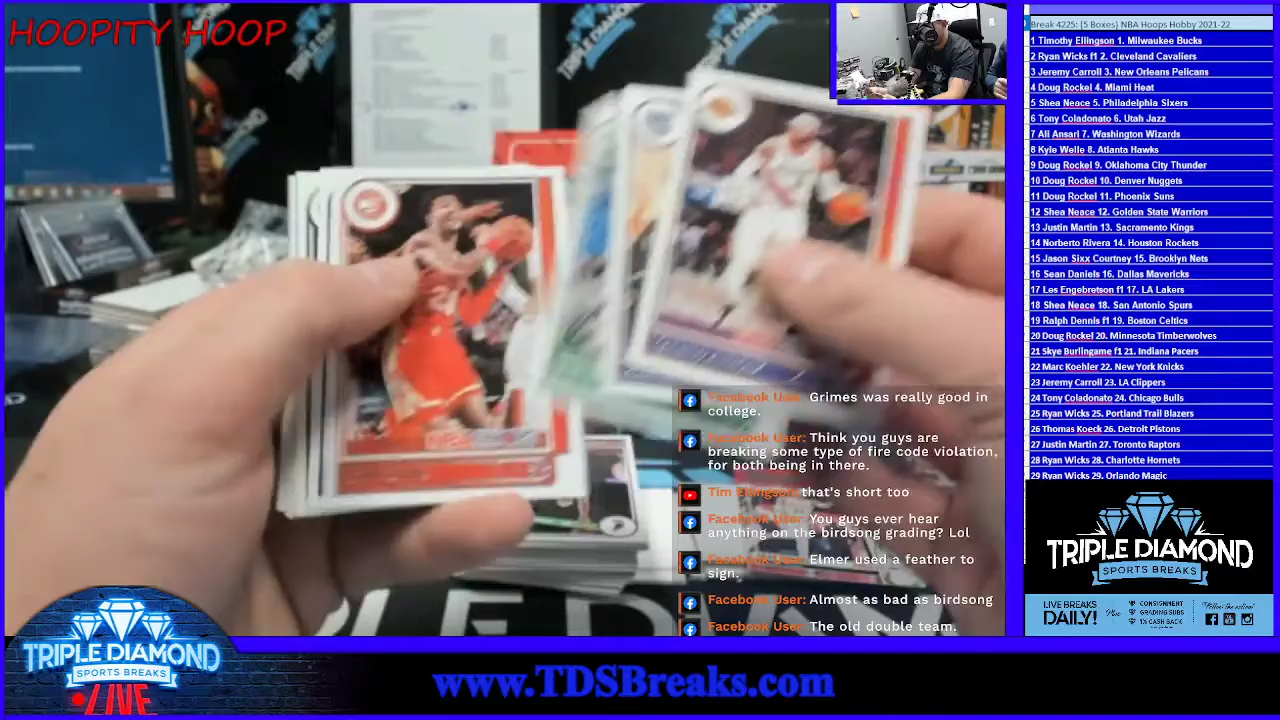 HOOPITY HOOP
Break 4225: (5 Boxes) NBA Hoops Hobby 2021-22
1 Timothy Ellingson 1. Milwaukee Bucks
2 Ryan Wicks f1 2. Cleveland Cavaliers
3 Jeremy Carroll 3. New Orleans Pelicans
4 Doug Rockel 4. Miami Heat
5 Shea Neace 5. Philadelphia Sixers
6 Tony Coladonato 6. Utah Jazz
7 Ali Ansari 7. Washington Wizards
8 Kyle Welle 8. Atlanta Hawks
9 Doug Rockel 9. Oklahoma City Thunder
10 Doug Rockel 10. Denver Nuggets
11 Doug Rockel 11. Phoenix Suns
12 Shea Neace 12. Golden State Warriors
13 Justin Martin 13. Sacramento Kings
14 Norberto Rivera 14. Houston Rockets
15 Jason Sixx Courtney 15. Brooklyn Nets
16 Sean Daniels 16. Dallas Mavericks
17 Les Engebretson f1 17. LA Lakers
18 Shea Neace 18. San Antonio Spurs
19 Ralph Dennis f1 19. Boston Celtics
20 Doug Rockel 20. Minnesota Timberwolves
21 Skye Burlingame f1 21. Indiana Pacers
22 Marc Koehler 22. New York Knicks
23 Jeremy Carroll 23. LA Clippers
24 Tony Coladonato 24. Chicago Bulls
25 Ryan Wicks 25. Portland Trail Blazers
26 Thomas Koeck 26. Detroit Pistons
27 Justin Martin 27. Toronto Raptors
28 Ryan Wicks 28. Charlotte Hornets
29 Ryan Wicks 29. Orlando Magic
Facebook User: Grimes was really good in
college.
Facebook User: Think you guys are
breaking some type of fire code violation,
for both being in there.
Tim Ellingson: that's short too
Facebook User: You guys ever hear
anything on the birdsong grading? Lol
Facebook User: Elmer used a feather to
sign.
Facebook User: Almost as bad as birdsong
Facebook User: The old double team.
TRIPLE DIAMOND
SPORTS BREAKS
LIVE BREAKS
DAILY!
Plus
CONSIGNMENT
GRADING SUBS
1% CASH BACK
Follow the action!
TRIPLE DIAMOND
SPORTS BREAKS
LIVE
www.TDSBreaks.com